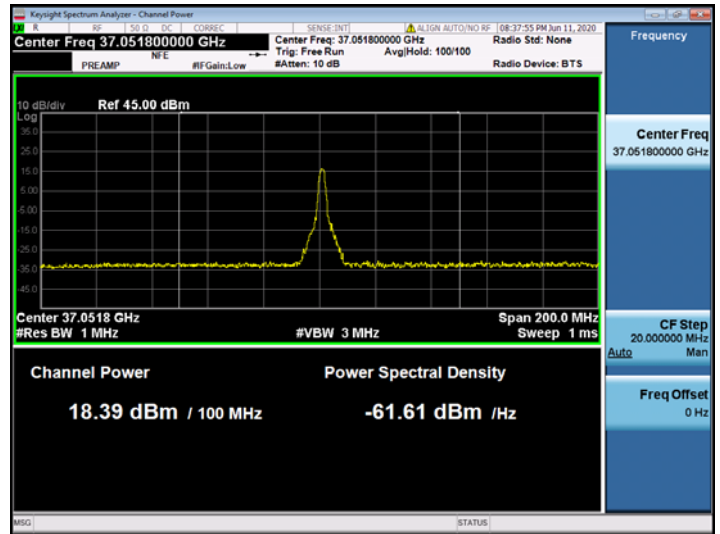 Keysight Spectrum Analyzer - Channel Power
R RF 50 Ω DC CORREC SENSE:INT ALIGN AUTO/NO RF 08:37:55 PM Jun 11, 2020
Center Freq 37.051800000 GHz
NFE
PREAMP #IFGain:Low
Center Freq: 37.051800000 GHz
Trig: Free Run Avg|Hold: 100/100
#Atten: 10 dB
Radio Std: None
Radio Device: BTS
10 dB/div Ref 45.00 dBm
Log
35.0
25.0
15.0
5.00
-5.00
-15.0
-25.0
-35.0
-45.0
Center 37.0518 GHz Span 200.0 MHz
#Res BW 1 MHz #VBW 3 MHz Sweep 1 ms
Channel Power Power Spectral Density
18.39 dBm / 100 MHz -61.61 dBm /Hz
MSG STATUS
Frequency
Center Freq
37.051800000 GHz
CF Step
20.000000 MHz
Auto Man
Freq Offset
0 Hz